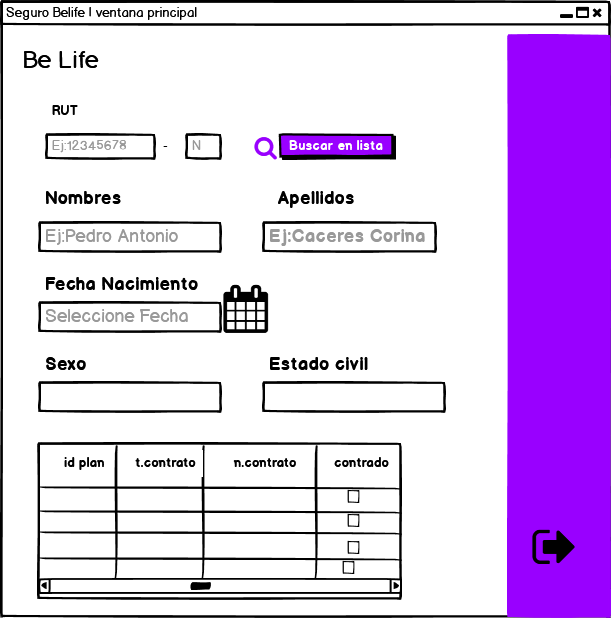 Seguro Belife | ventana principal
Be Life
RUT
Ej:12345678 - N Buscar en lista
Nombres Apellidos
Ej:Pedro Antonio Ej:Caceres Corina
Fecha Nacimiento
Seleccione Fecha
Sexo Estado civil
id plan t.contrato n.contrato contrado